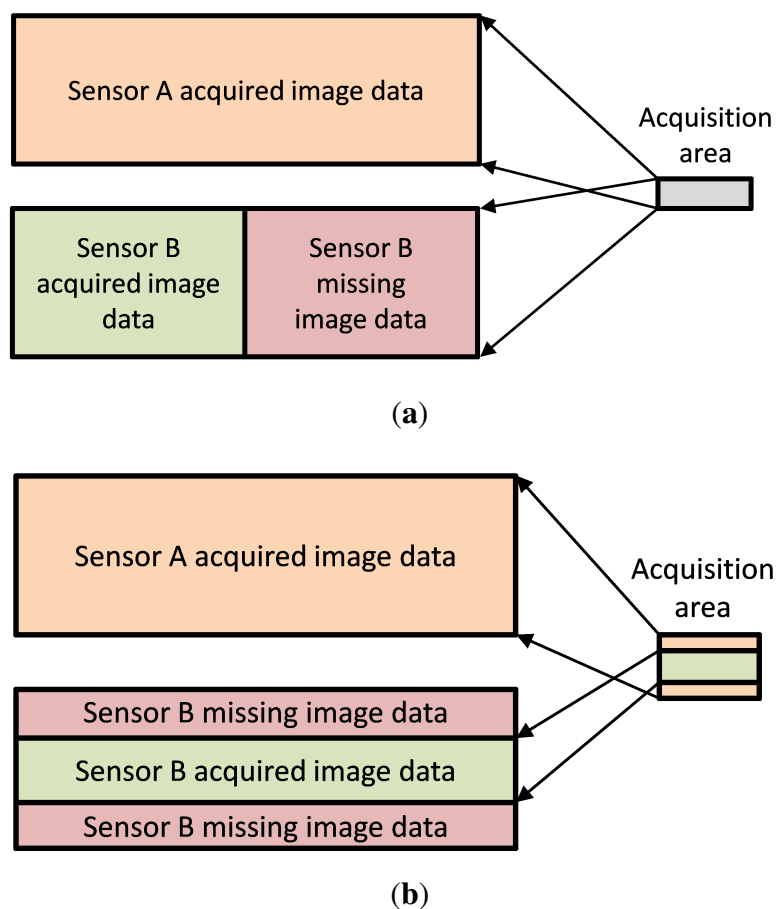 Sensor A acquired image data
Acquisition
area
Sensor B
acquired image
data
Sensor B
missing
image data
(a)
Sensor A acquired image data
Acquisition
area
Sensor B missing image data
Sensor B acquired image data
Sensor B missing image data
(b)